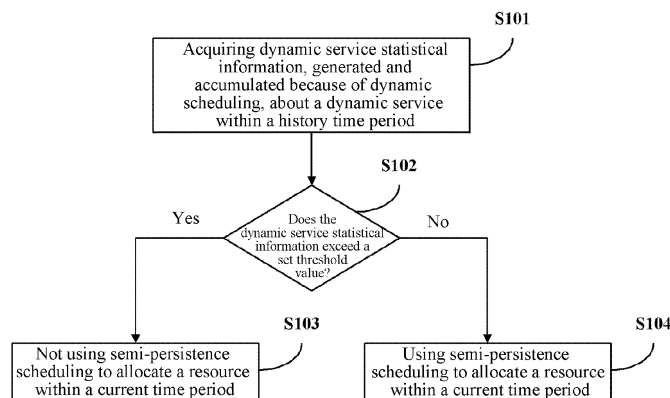 S101
Acquiring dynamic service statistical
information, generated and
accumulated because of dynamic
scheduling, about a dynamic service
within a history time period
S102
Does the
dynamic service statistical
information exceed a
set threshold
value?
Yes
No
S103
Not using semi-persistence
scheduling to allocate a resource
within a current time period
S104
Using semi-persistence
scheduling to allocate a resource
within a current time period